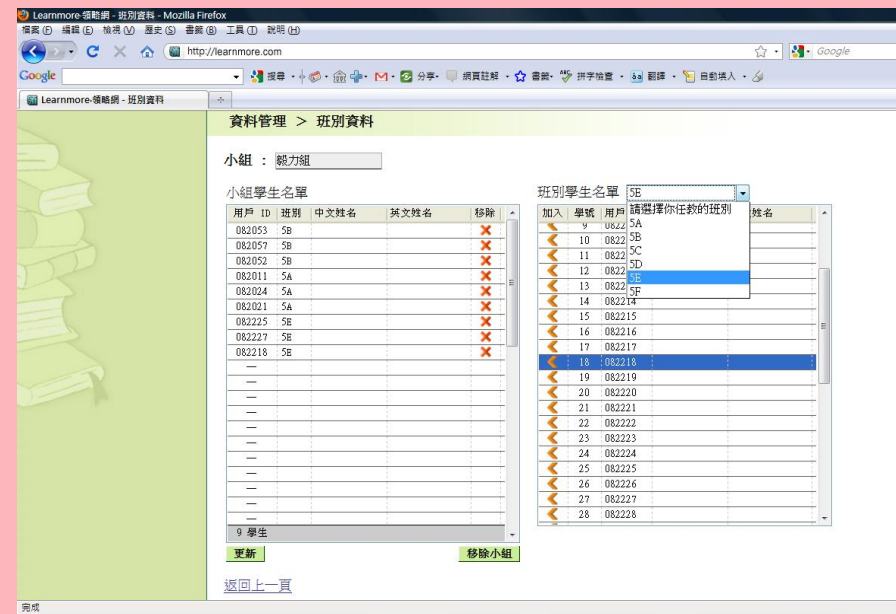 Learnmore-領略網 - 班別資料 - Mozilla Firefox
檔案(F) 編輯(E) 檢視(V) 歷史(S) 書籤(B) 工具(T) 說明(H)
http://learnmore.com Google
Google 搜尋 分享 網頁註解 書籤 拼字檢查 翻譯 自動填入
Learnmore-領略網 - 班別資料
資料管理 > 班別資料
小組 : 毅力組
小組學生名單
用戶 ID 班別 中文姓名 英文姓名 移除
082053 5B
082057 5B
082052 5B
082011 5A
082024 5A
082021 5A
082225 5E
082227 5E
082218 5E
9 學生
更新 移除小組
返回上一頁
班別學生名單 5E
請選擇你任教的班別
5A
5B
5C
5D
5E
5F
加入 學號 用戶 姓名
9 0822
10 0822
11 0822
12 0822
13 0822
14 082214
15 082215
16 082216
17 082217
18 082218
19 082219
20 082220
21 082221
22 082222
23 082223
24 082224
25 082225
26 082226
27 082227
28 082228
完成